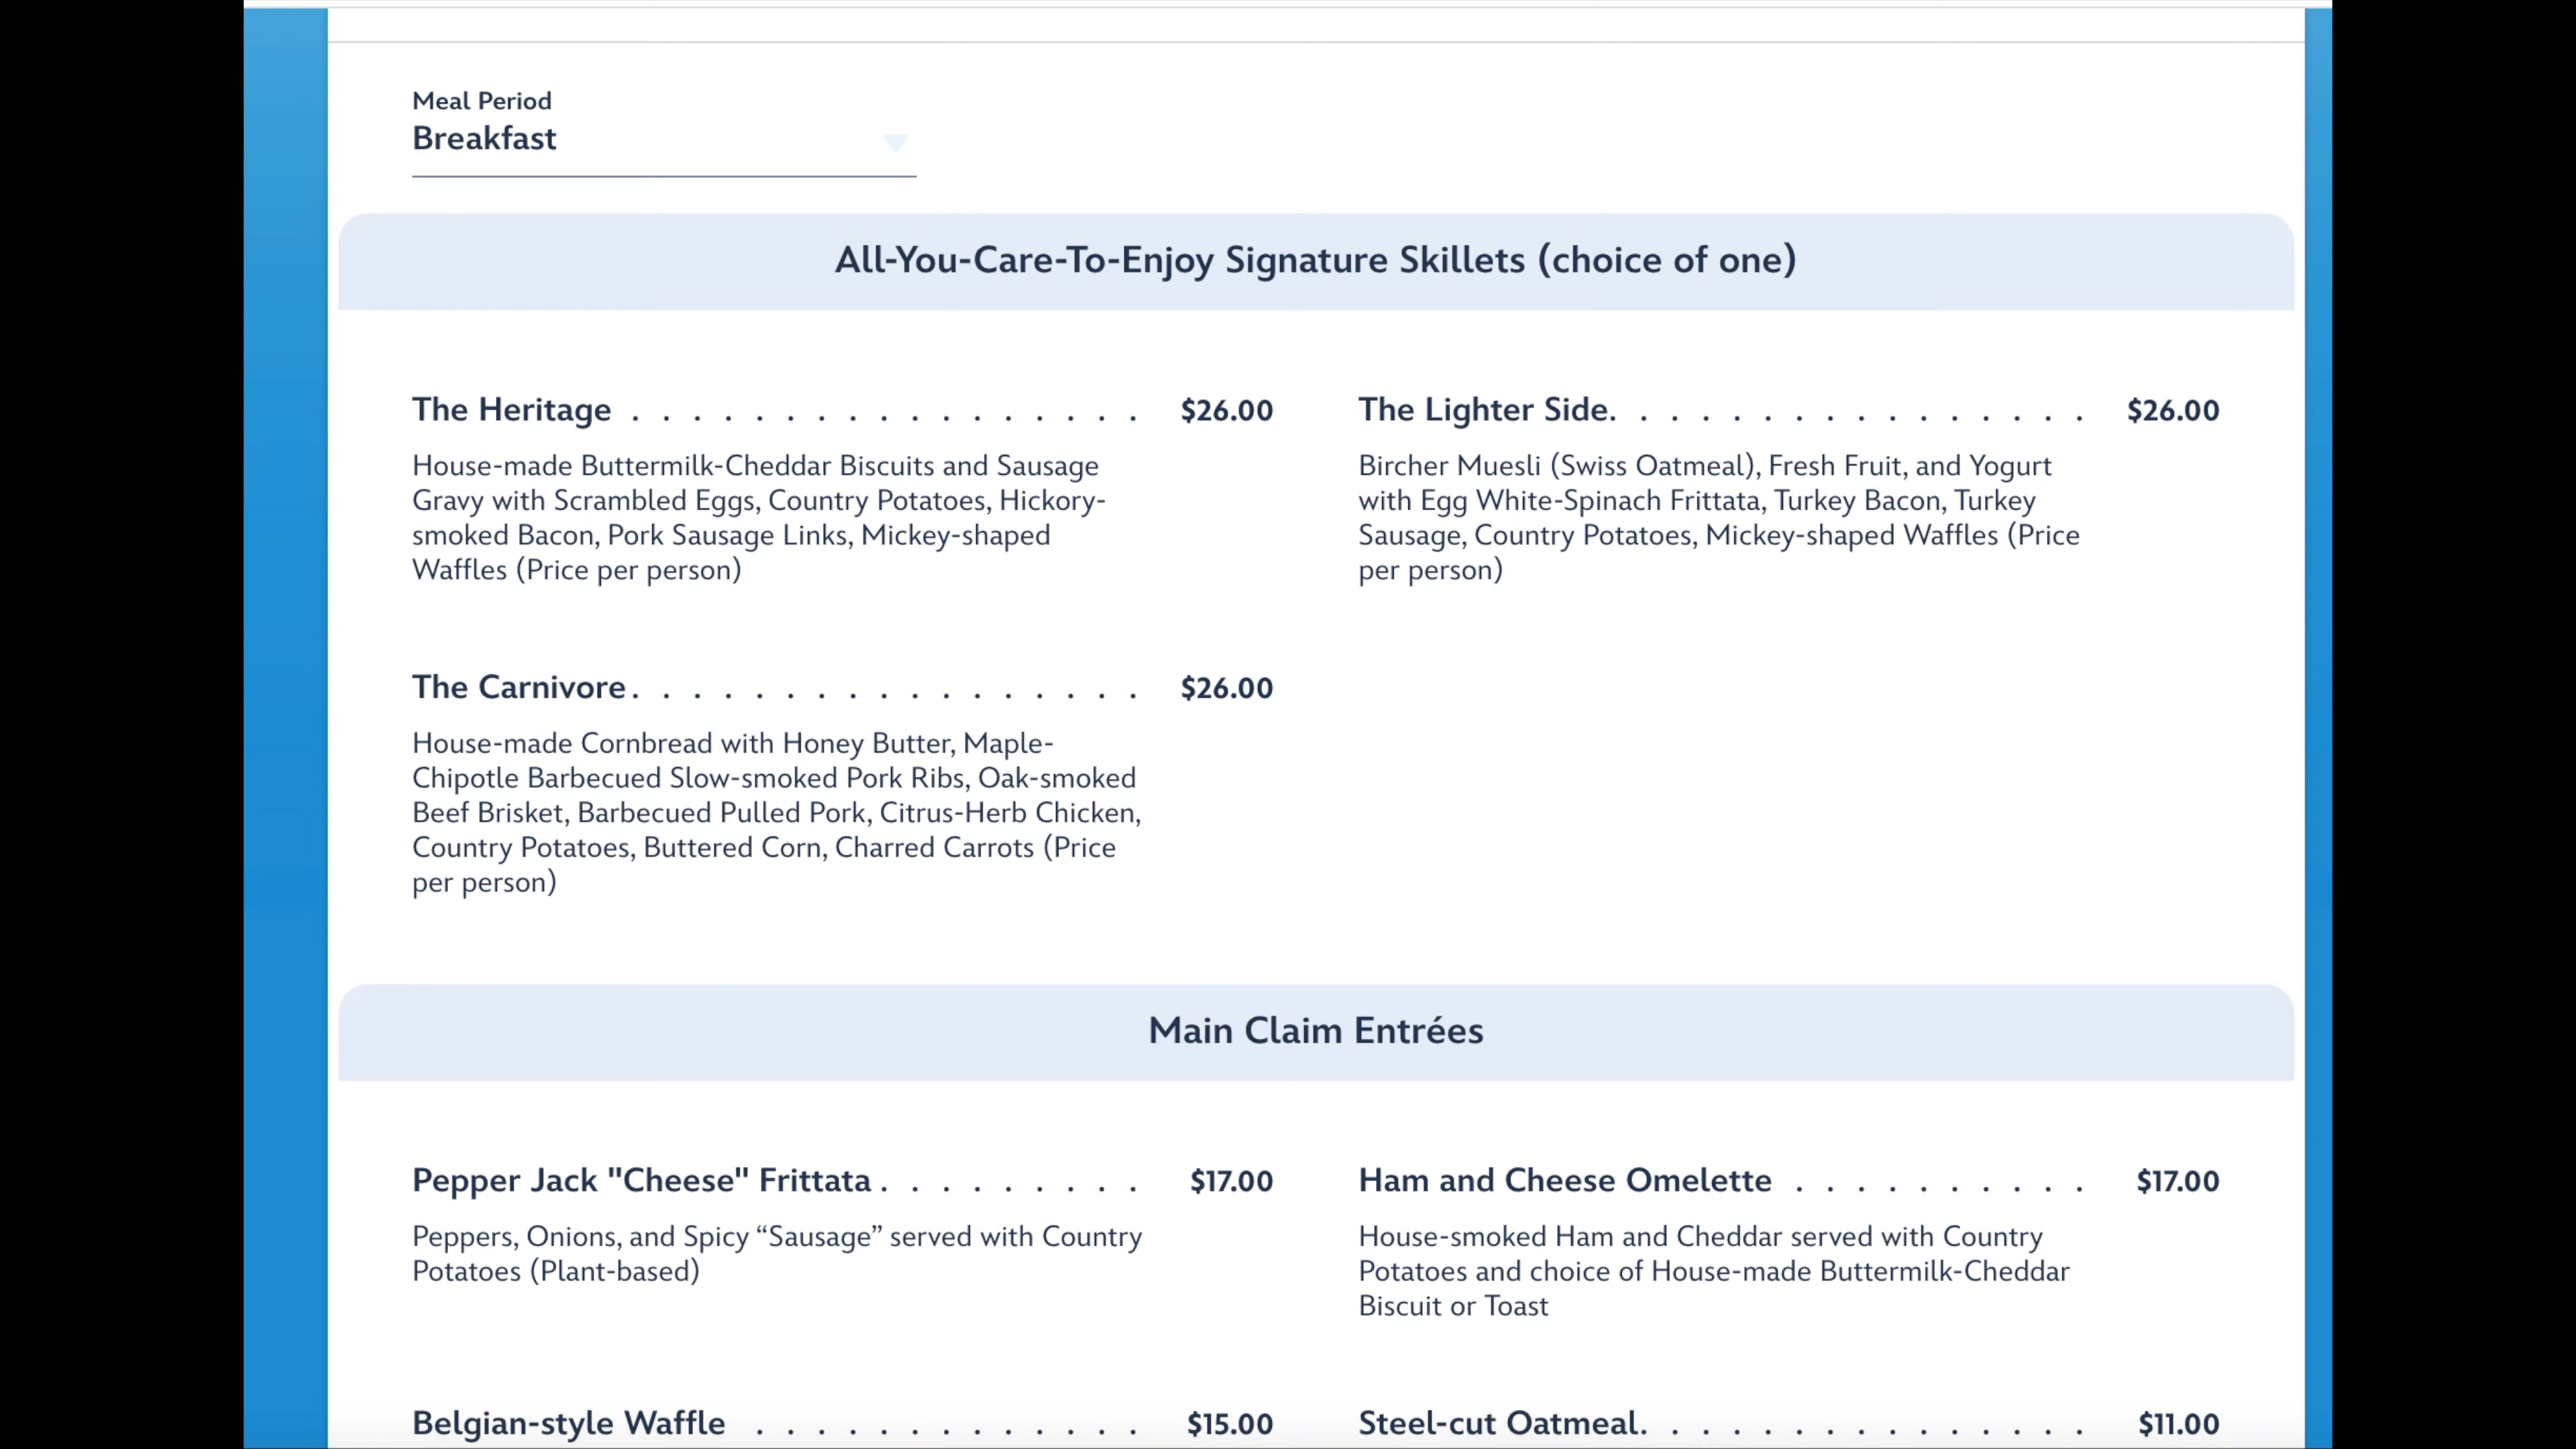 Meal Period
Breakfast
All-You-Care-To-Enjoy Signature Skillets (choice of one)
The Heritage . . . . . . . . . . . . . . . . . $26.00
House-made Buttermilk-Cheddar Biscuits and Sausage
Gravy with Scrambled Eggs, Country Potatoes, Hickory-
smoked Bacon, Pork Sausage Links, Mickey-shaped
Waffles (Price per person)
The Lighter Side. . . . . . . . . . . . . . . . $26.00
Bircher Muesli (Swiss Oatmeal), Fresh Fruit, and Yogurt
with Egg White-Spinach Frittata, Turkey Bacon, Turkey
Sausage, Country Potatoes, Mickey-shaped Waffles (Price
per person)
The Carnivore. . . . . . . . . . . . . . . . . $26.00
House-made Cornbread with Honey Butter, Maple-
Chipotle Barbecued Slow-smoked Pork Ribs, Oak-smoked
Beef Brisket, Barbecued Pulled Pork, Citrus-Herb Chicken,
Country Potatoes, Buttered Corn, Charred Carrots (Price
per person)
Main Claim Entrées
Pepper Jack "Cheese" Frittata . . . . . . . . . $17.00
Peppers, Onions, and Spicy “Sausage” served with Country
Potatoes (Plant-based)
Ham and Cheese Omelette . . . . . . . . . . $17.00
House-smoked Ham and Cheddar served with Country
Potatoes and choice of House-made Buttermilk-Cheddar
Biscuit or Toast
Belgian-style Waffle . . . . . . . . . . . . . $15.00
Steel-cut Oatmeal. . . . . . . . . . . . . . . $11.00